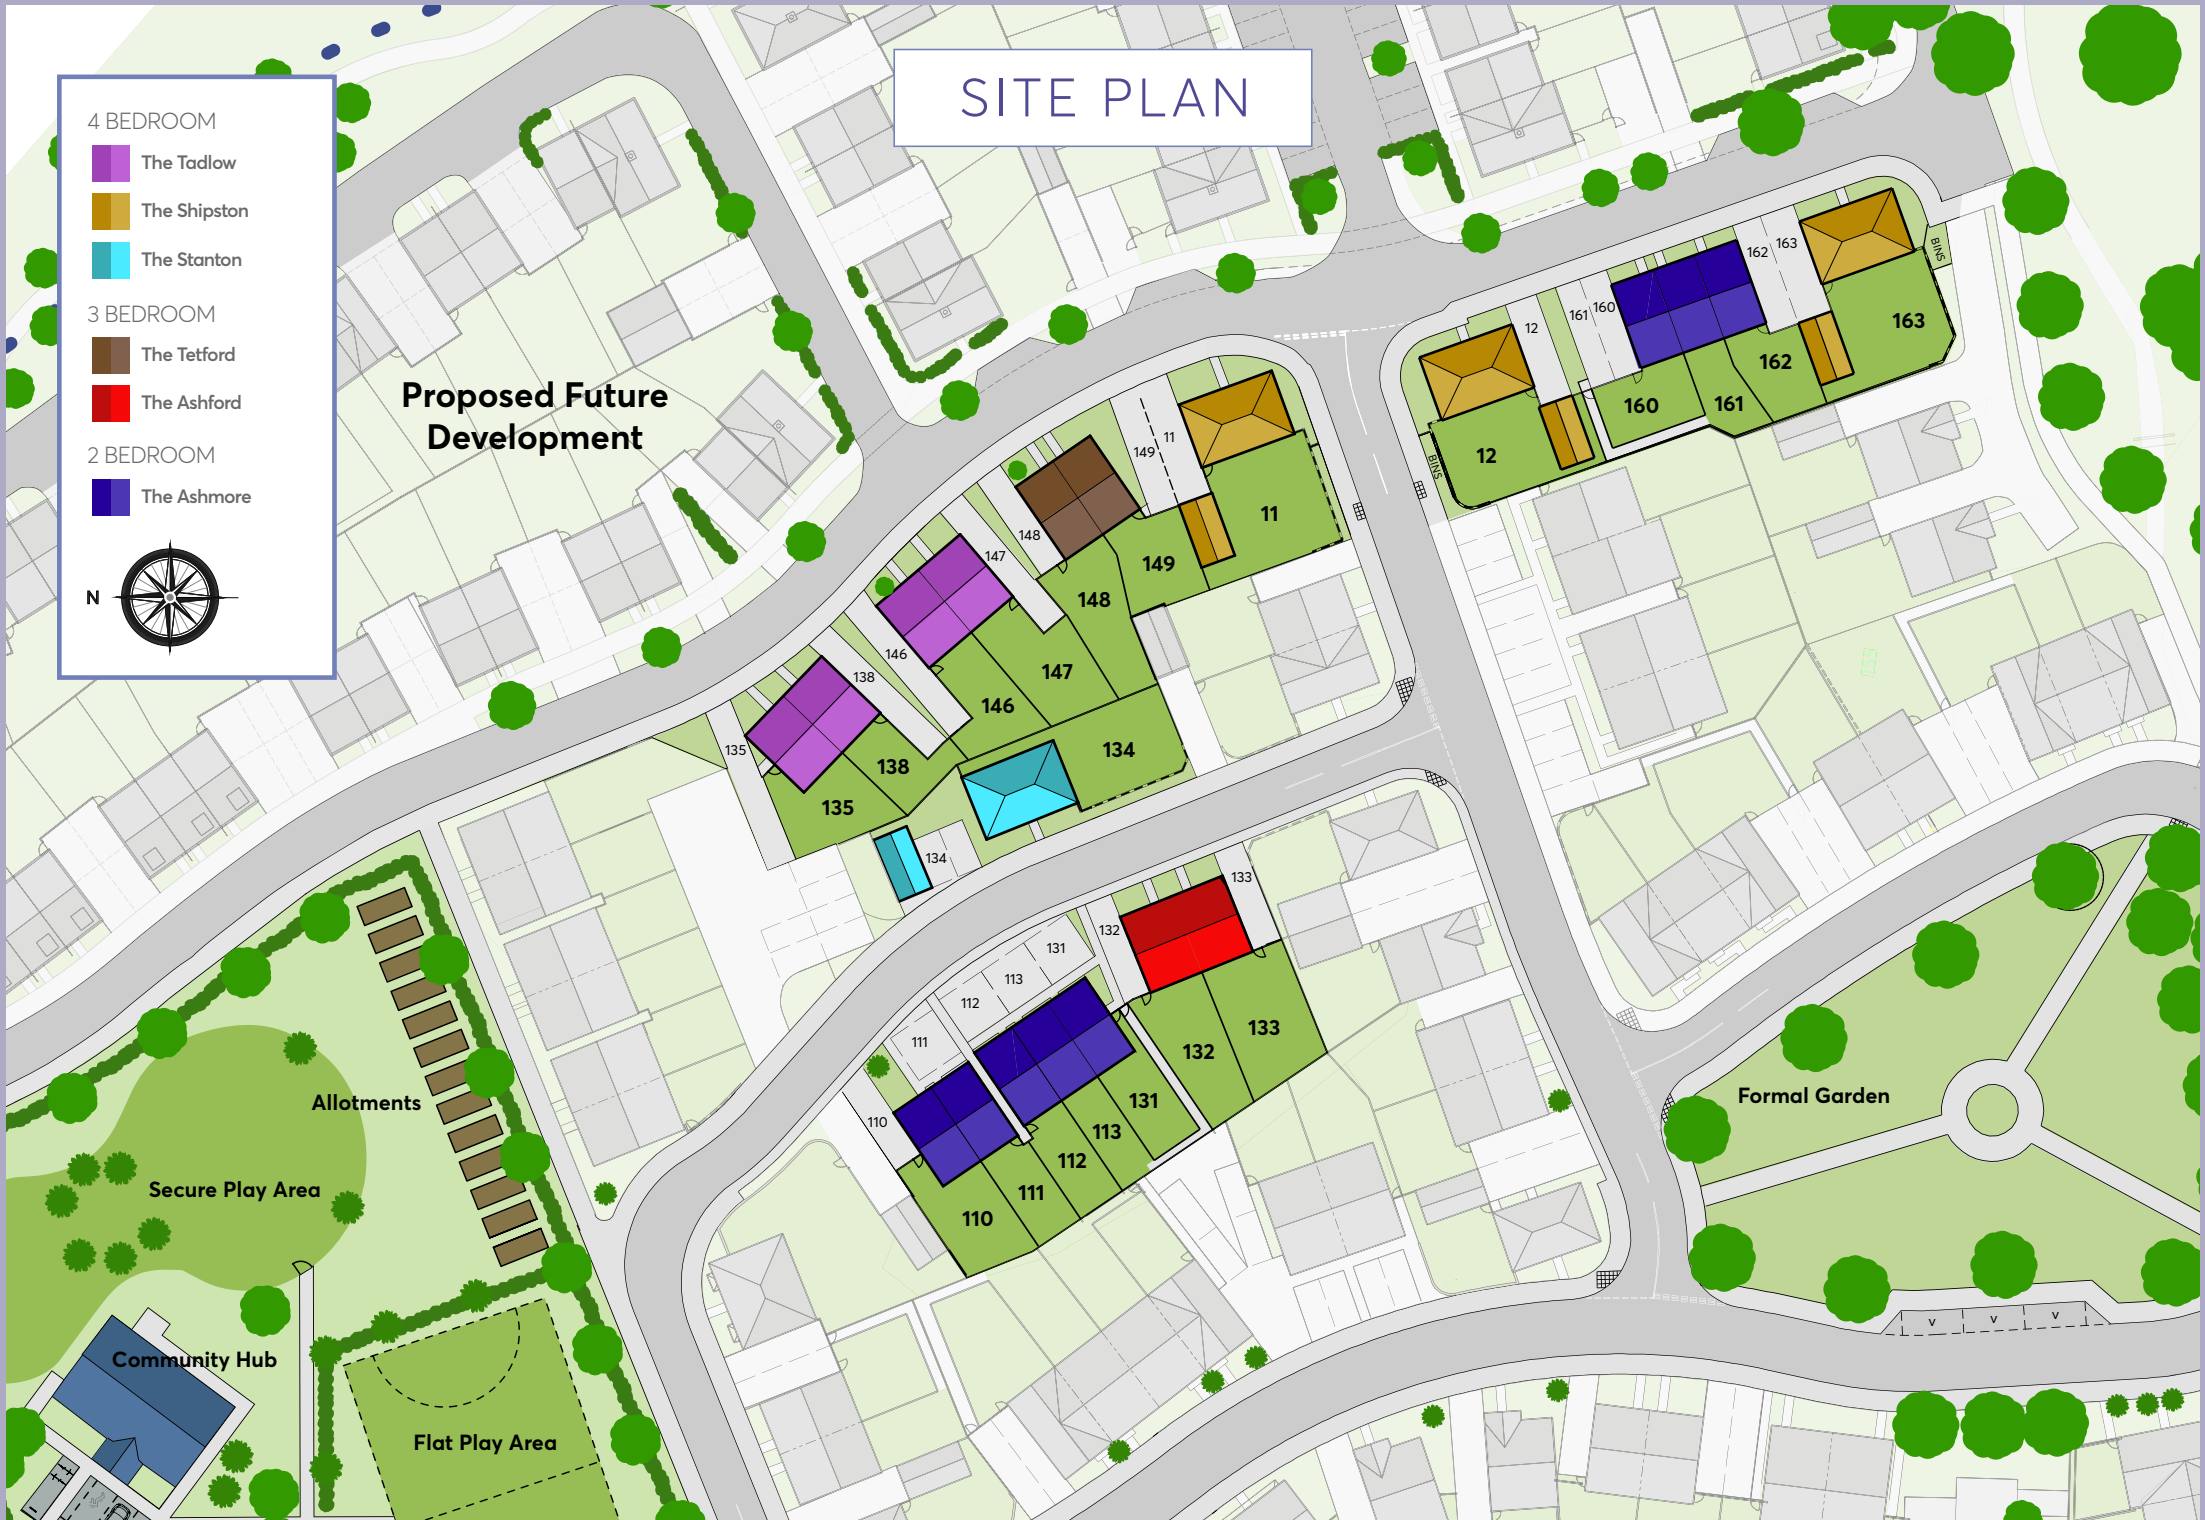 SITE PLAN
4 BEDROOM
The Tadlow
The Shipston
The Stanton
3 BEDROOM
The Tetford
The Ashford
2 BEDROOM
The Ashmore
N
Proposed Future
Development
162
163
BINS
163
12
161
160
162
160
161
12
BINS
149
11
11
148
149
147
148
146
147
138
146
135
134
138
135
134
133
132
131
113
112
111
133
132
131
110
113
112
111
110
Allotments
Secure Play Area
Community Hub
Flat Play Area
Formal Garden
V
V
V